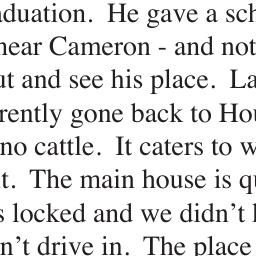 aduation.  He gave a sch
near Cameron - and not
ut and see his place.  La
rently gone back to Hou
no cattle.  It caters to w
t.  The main house is qu
s locked and we didn't h
n't drive in.  The place